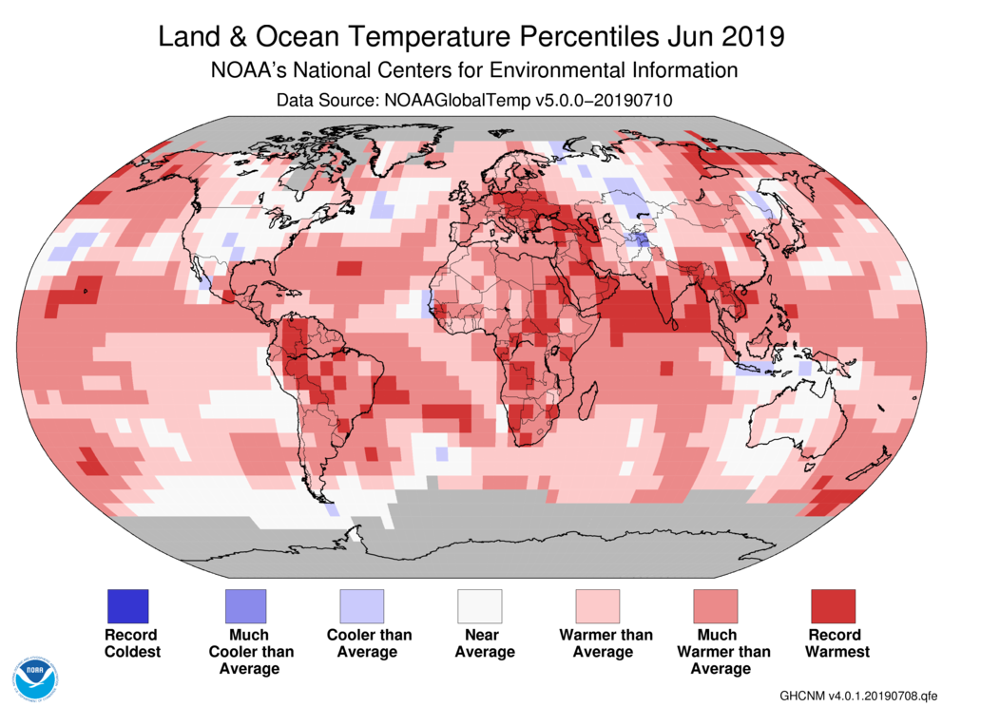 Land & Ocean Temperature Percentiles Jun 2019
NOAA's National Centers for Environmental Information
Data Source: NOAAGlobalTemp v5.0.0−20190710
Record
Coldest
Much
Cooler than
Average
Cooler than
Average
Near
Average
Warmer than
Average
Much
Warmer than
Average
Record
Warmest
NOAA
GHCNM v4.0.1.20190708.qfe